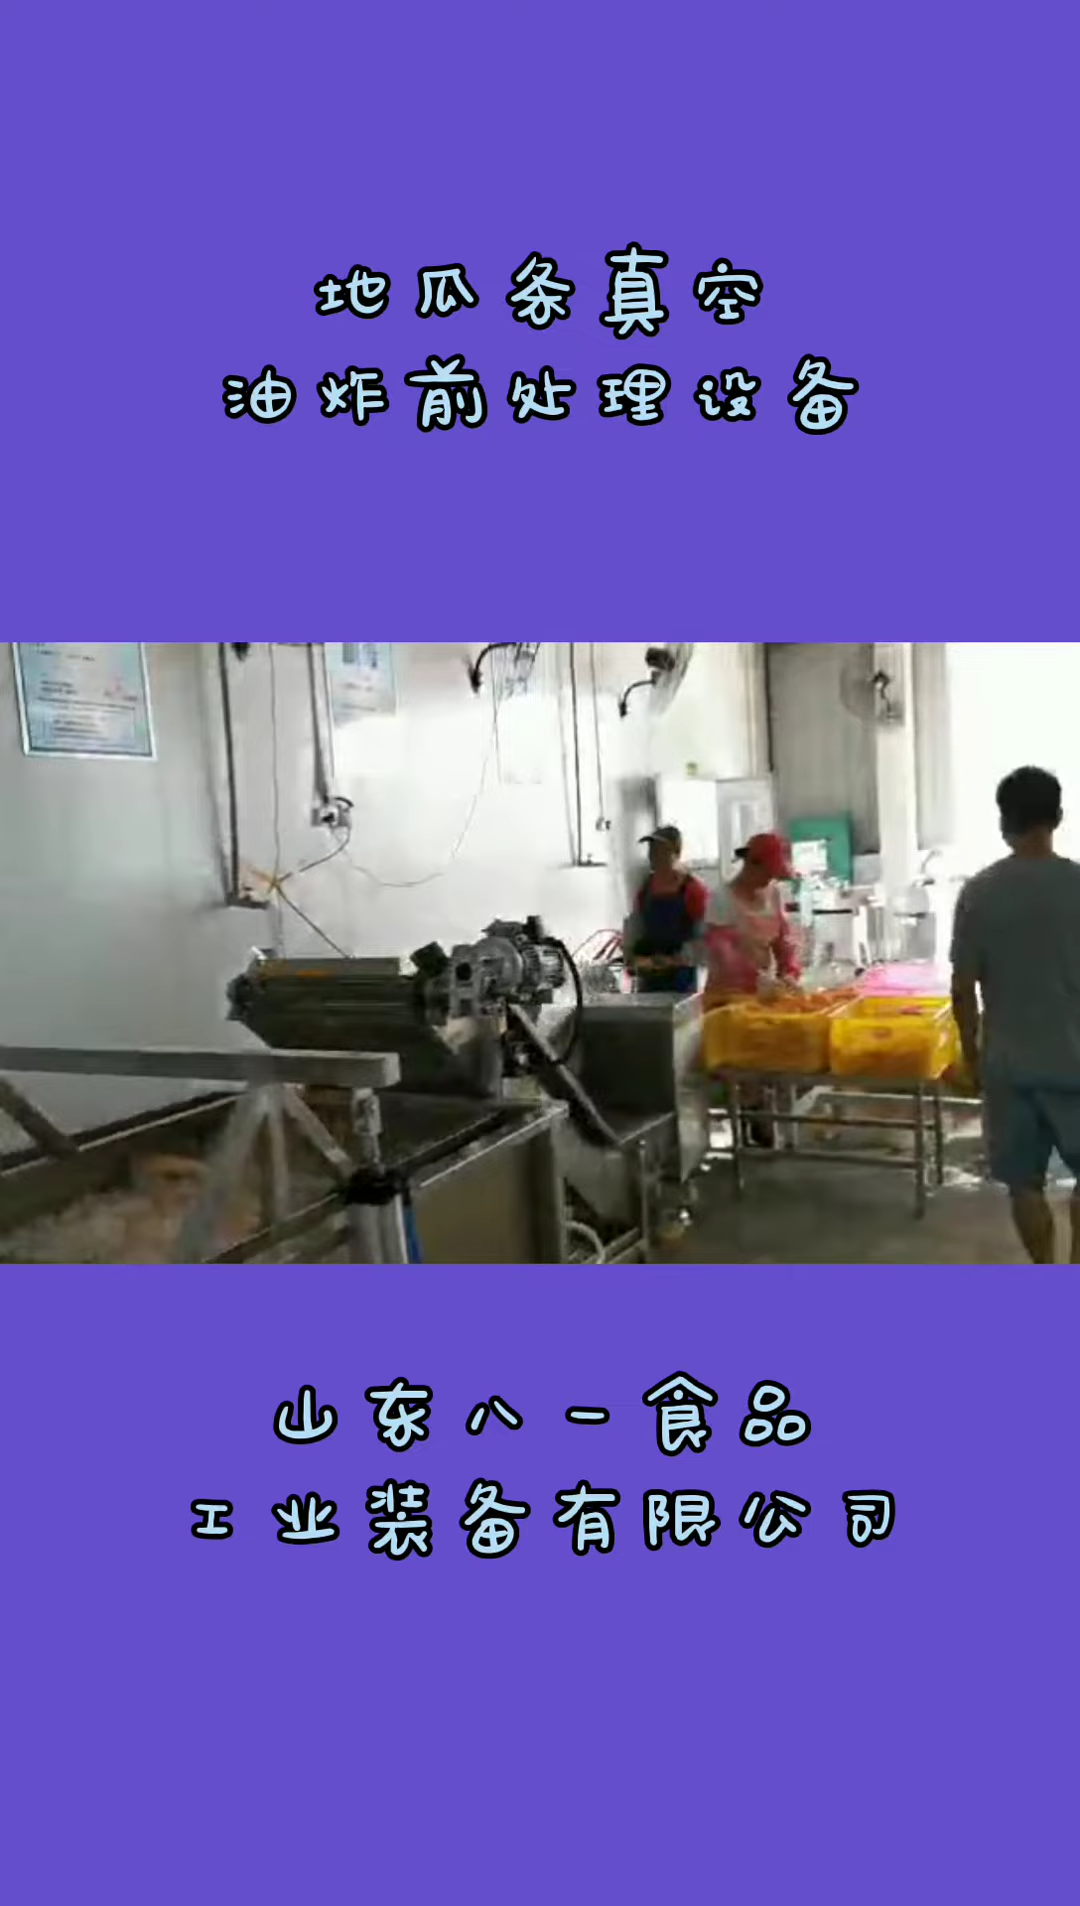 地瓜条真空
油炸前处理设备
山东八一食品
工业装备有限公司